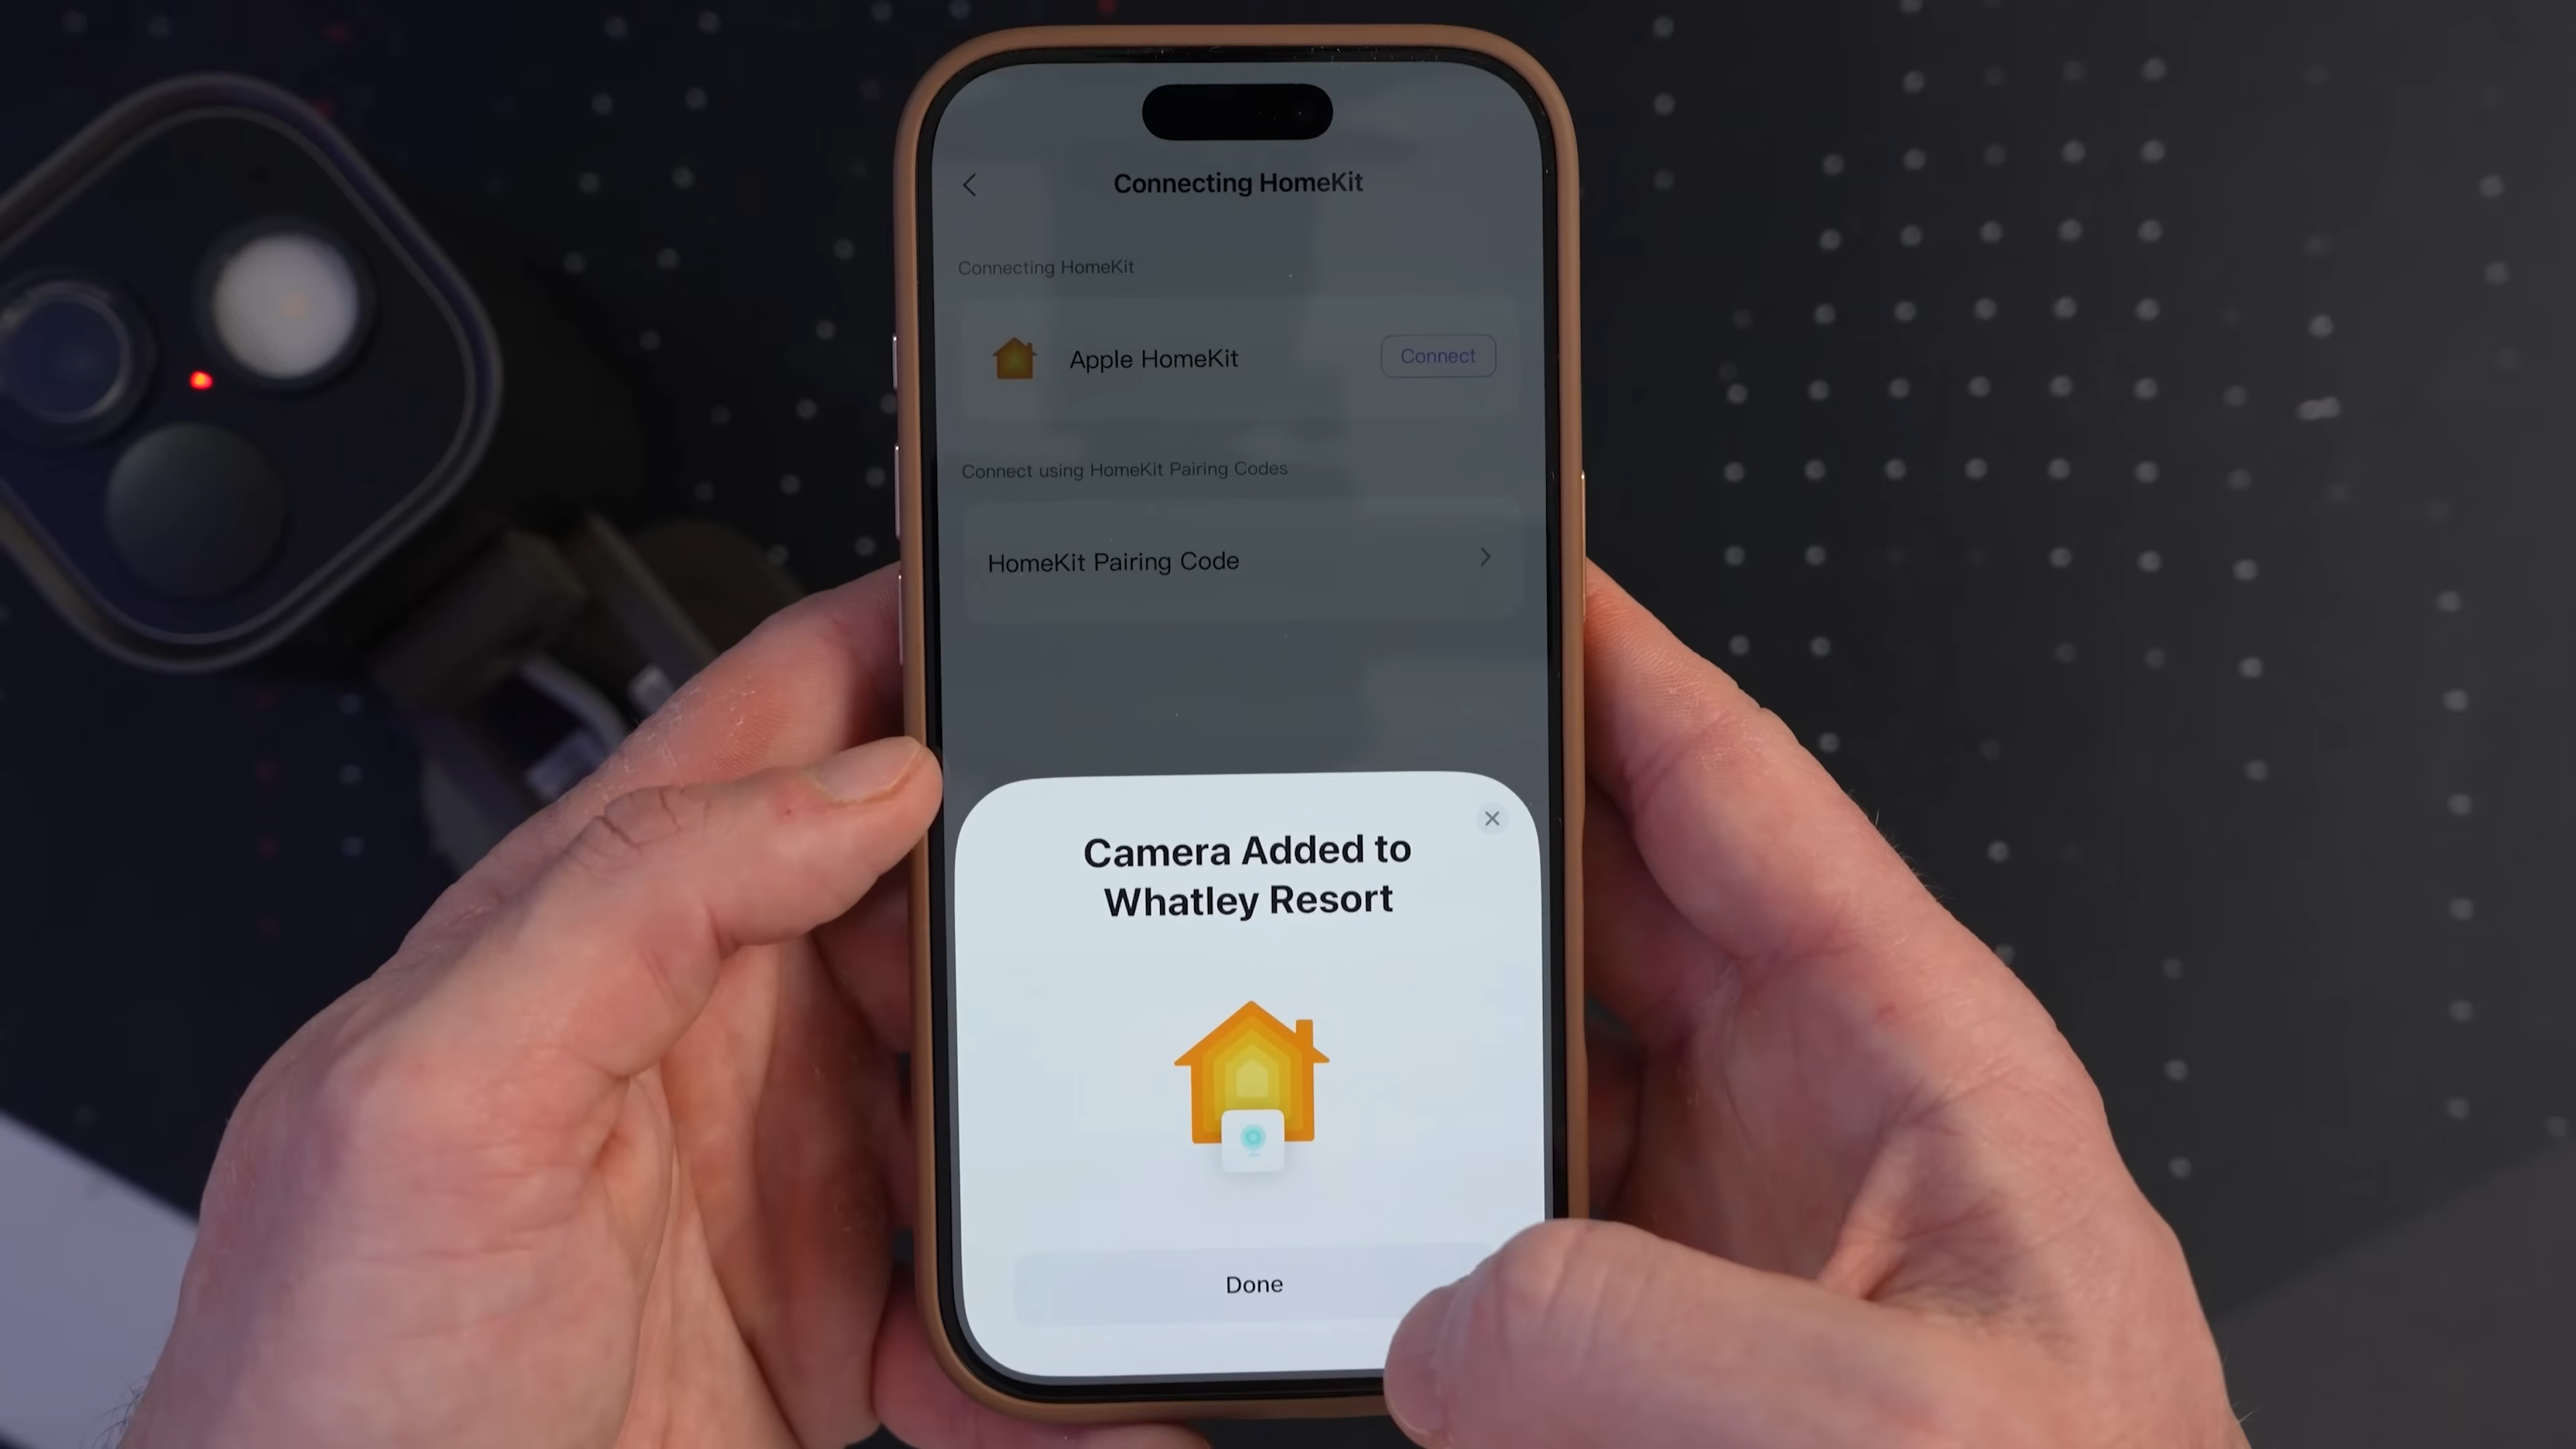 Connecting HomeKit
Connecting HomeKit
Apple HomeKit
Connect
Connect using HomeKit Pairing Codes
HomeKit Pairing Code
Camera Added to
Whatley Resort
Done